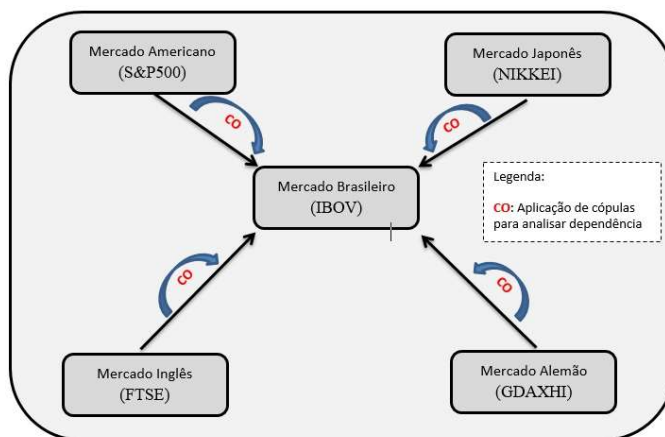 Mercado Americano
(S&P500)
Mercado Japonês
(NIKKEI)
CO
CO
Mercado Brasileiro
(IBOV)
Legenda:
CO: Aplicação de cópulas
para analisar dependência
CO
CO
Mercado Inglês
(FTSE)
Mercado Alemão
(GDAXHI)